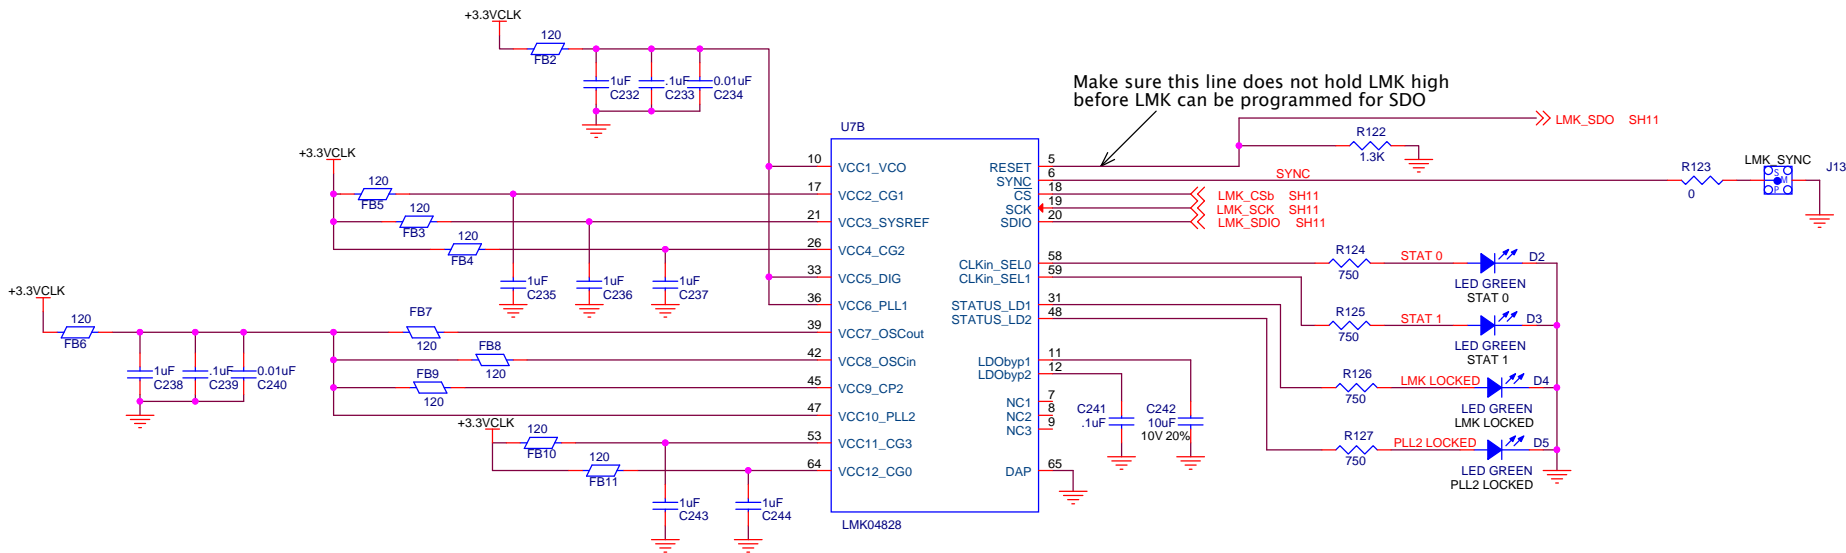 +3.3VCLK
120
FB2
1uF
C232
.1uF
C233
0.01uF
C234
Make sure this line does not hold LMK high
before LMK can be programmed for SDO
+3.3VCLK
120
FB5
120
FB3
120
FB4
1uF
C235
1uF
C236
1uF
C237
+3.3VCLK
120
FB6
1uF
C238
.1uF
C239
0.01uF
C240
FB7
120
FB8
120
FB9
120
+3.3VCLK
120
FB10
120
FB11
1uF
C243
1uF
C244
U7B
10 VCC1_VCO
17 VCC2_CG1
21 VCC3_SYSREF
26 VCC4_CG2
33 VCC5_DIG
36 VCC6_PLL1
39 VCC7_OSCout
42 VCC8_OSCin
45 VCC9_CP2
47 VCC10_PLL2
53 VCC11_CG3
64 VCC12_CG0
RESET 5
SYNC 6
CS 18
SCK 19
SDIO 20
CLKin_SEL0 58
CLKin_SEL1 59
STATUS_LD1 31
STATUS_LD2 48
LDObyp1 11
LDObyp2 12
NC1 7
NC2 8
NC3 9
DAP 65
LMK04828
LMK_SDO SH11
R122
1.3K
SYNC
R123
0
LMK_SYNC
J13
S
M
P
LMK_CSb SH11
LMK_SCK SH11
LMK_SDIO SH11
R124
750
STAT 0
D2
LED GREEN
STAT 0
R125
750
STAT 1
D3
LED GREEN
STAT 1
R126
750
LMK LOCKED
D4
LED GREEN
LMK LOCKED
R127
750
PLL2 LOCKED
D5
LED GREEN
PLL2 LOCKED
C241
.1uF
C242
10uF
10V 20%